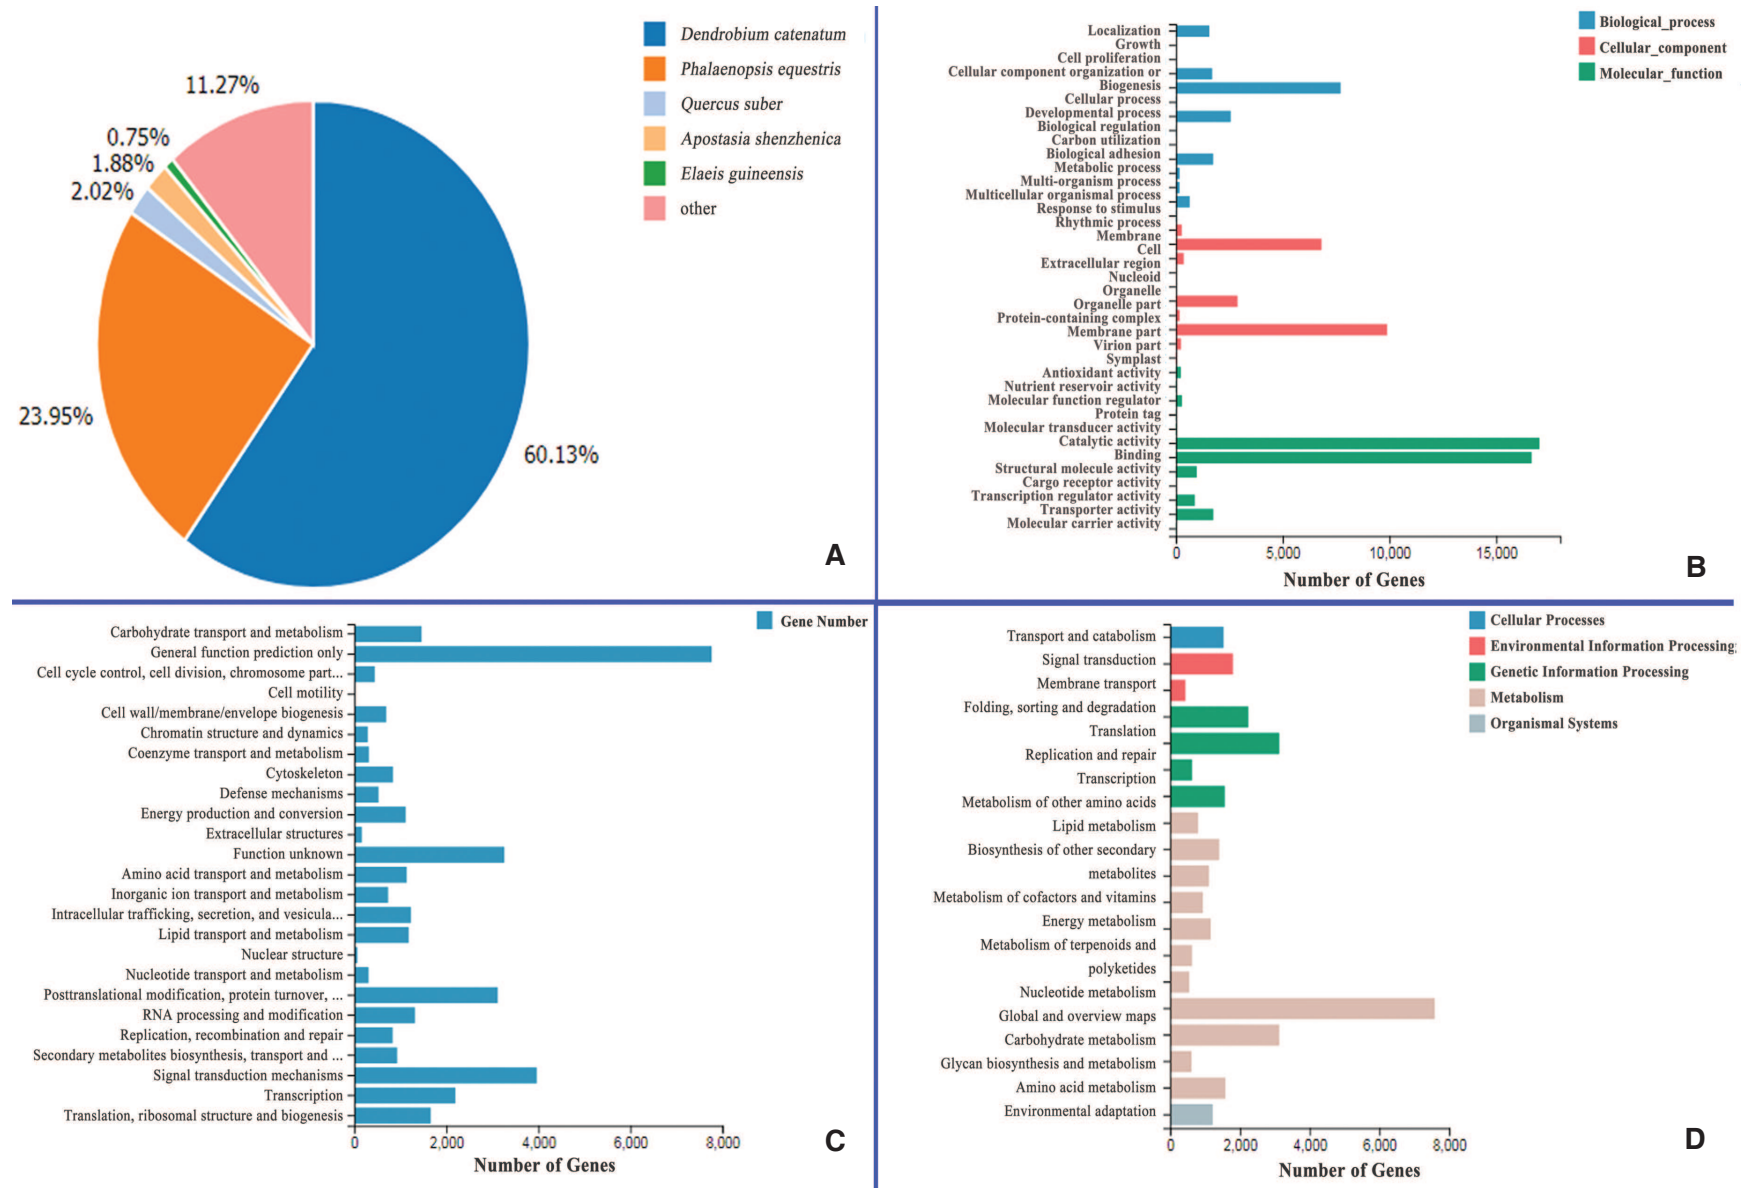 11.27%
0.75%
1.88%
2.02%
23.95%
60.13%
Dendrobium catenatum
Phalaenopsis equestris
Quercus suber
Apostasia shenzhenica
Elaeis guineensis
other
A
Localization
Growth
Cell proliferation
Cellular component organization or
Biogenesis
Cellular process
Developmental process
Biological regulation
Carbon utilization
Biological adhesion
Metabolic process
Multi-organism process
Multicellular organismal process
Response to stimulus
Rhythmic process
Membrane
Cell
Extracellular region
Nucleoid
Organelle
Organelle part
Protein-containing complex
Membrane part
Virion part
Symplast
Antioxidant activity
Nutrient reservoir activity
Molecular function regulator
Protein tag
Molecular transducer activity
Catalytic activity
Binding
Structural molecule activity
Cargo receptor activity
Transcription regulator activity
Transporter activity
Molecular carrier activity
0 5,000 10,000 15,000
Number of Genes
Biological_process
Cellular_component
Molecular_function
B
Carbohydrate transport and metabolism
General function prediction only
Cell cycle control, cell division, chromosome part...
Cell motility
Cell wall/membrane/envelope biogenesis
Chromatin structure and dynamics
Coenzyme transport and metabolism
Cytoskeleton
Defense mechanisms
Energy production and conversion
Extracellular structures
Function unknown
Amino acid transport and metabolism
Inorganic ion transport and metabolism
Intracellular trafficking, secretion, and vesicula...
Lipid transport and metabolism
Nuclear structure
Nucleotide transport and metabolism
Posttranslational modification, protein turnover, ...
RNA processing and modification
Replication, recombination and repair
Secondary metabolites biosynthesis, transport and ...
Signal transduction mechanisms
Transcription
Translation, ribosomal structure and biogenesis
0 2,000 4,000 6,000 8,000
Number of Genes
Gene Number
C
Transport and catabolism
Signal transduction
Membrane transport
Folding, sorting and degradation
Translation
Replication and repair
Transcription
Metabolism of other amino acids
Lipid metabolism
Biosynthesis of other secondary
metabolites
Metabolism of cofactors and vitamins
Energy metabolism
Metabolism of terpenoids and
polyketides
Nucleotide metabolism
Global and overview maps
Carbohydrate metabolism
Glycan biosynthesis and metabolism
Amino acid metabolism
Environmental adaptation
0 2,000 4,000 6,000 8,000
Number of Genes
Cellular Processes
Environmental Information Processing
Genetic Information Processing
Metabolism
Organismal Systems
D